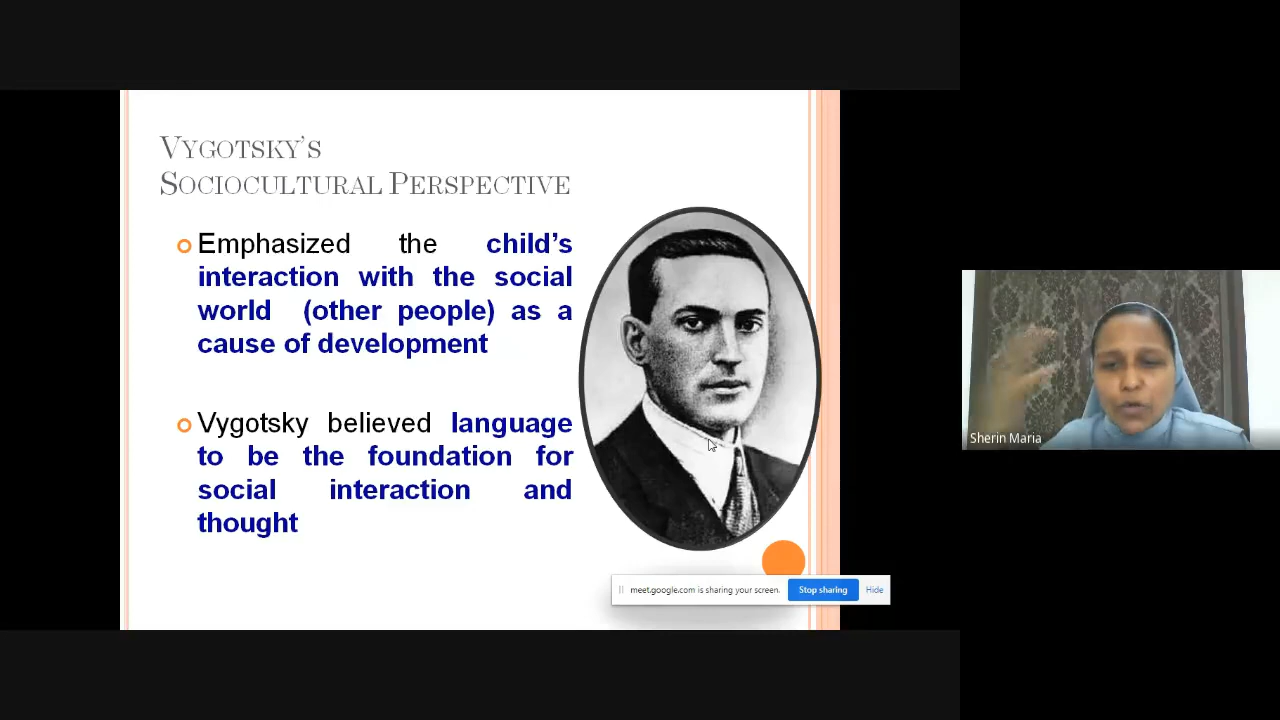 VYGOTSKY'S
SOCIOCULTURAL PERSPECTIVE
Emphasized the child's
interaction with the social
world (other people) as a
cause of development
Vygotsky believed language
to be the foundation for
social interaction and
thought
meet.google.com is sharing your screen.
Stop sharing
Hide
Sherin Maria